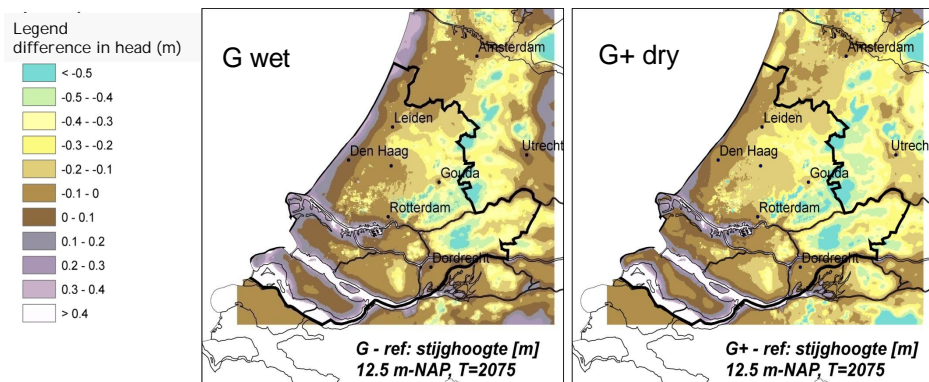 Legend
difference in head (m)
< -0.5
-0.5 - -0.4
-0.4 - -0.3
-0.3 - -0.2
-0.2 - -0.1
-0.1 - 0
0 - 0.1
0.1 - 0.2
0.2 - 0.3
0.3 - 0.4
> 0.4
G wet
Amsterdam
Leiden
Den Haag
Utrecht
Gouda
Rotterdam
Dordrecht
G - ref: stijghoogte [m]
12.5 m-NAP, T=2075
G+ dry
Amsterdam
Leiden
Den Haag
Utrecht
Gouda
Rotterdam
Dordrecht
G+ - ref: stijghoogte [m]
12.5 m-NAP, T=2075